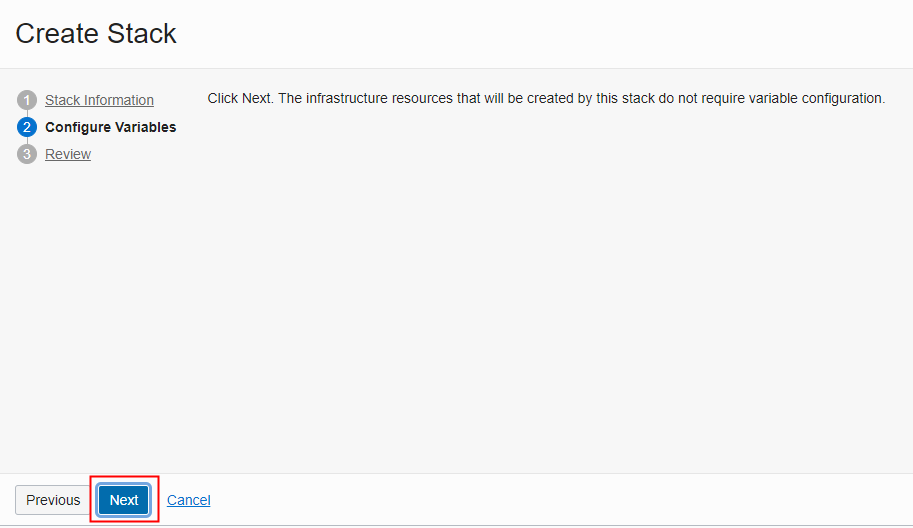 Create Stack
1 Stack Information
Click Next. The infrastructure resources that will be created by this stack do not require variable configuration.
2 Configure Variables
3 Review
Previous Next Cancel